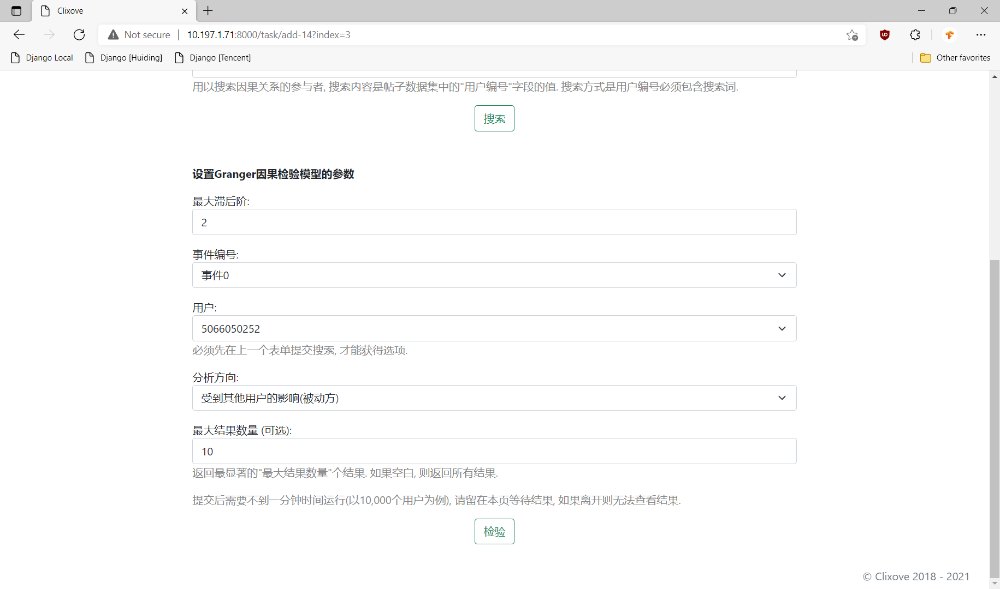 Clixove
Not secure
10.197.1.71:8000/task/add-14?index=3
Django Local
Django [Huiding]
Django [Tencent]
Other favorites
用以搜索因果关系的参与者, 搜索内容是帖子数据集中的"用户编号"字段的值. 搜索方式是用户编号必须包含搜索词.
搜索
设置Granger因果检验模型的参数
最大滞后阶:
2
事件编号:
事件0
用户:
5066050252
必须先在上一个表单提交搜索, 才能获得选项.
分析方向:
受到其他用户的影响(被动方)
最大结果数量 (可选):
10
返回最显著的"最大结果数量"个结果. 如果空白, 则返回所有结果.
提交后需要不到一分钟时间运行(以10,000个用户为例), 请留在本页等待结果, 如果离开则无法查看结果.
检验
© Clixove 2018 - 2021